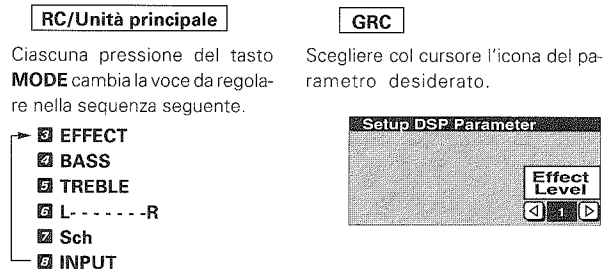 RC/Unità principale
Ciascuna pressione del tasto
MODE cambia la voce da regola-
re nella sequenza seguente.
3 EFFECT
4 BASS
5 TREBLE
6 L- - - - - - -R
7 Sch
8 INPUT
GRC
Scegliere col cursore l'icona del pa-
rametro desiderato.
Setup DSP Parameter
Effect
Level
1